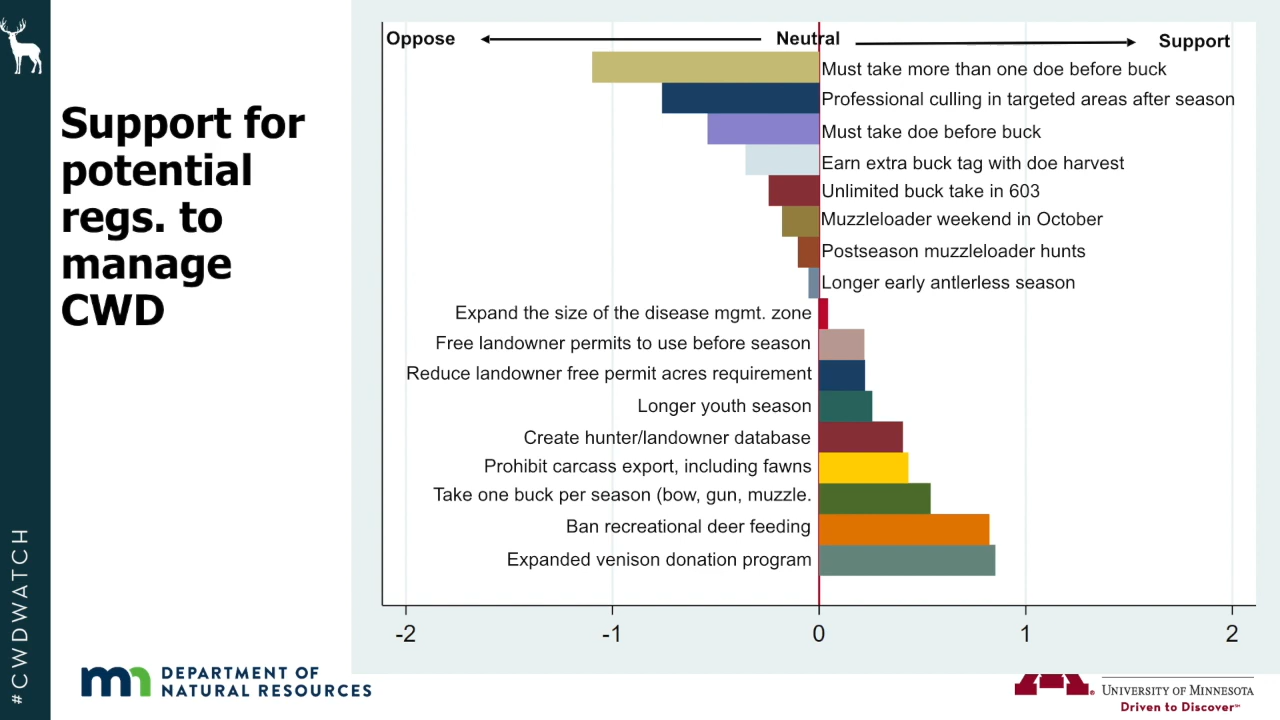 Support for
potential
regs. to
manage
CWD
#CWDWATCH
Oppose Neutral Support
Must take more than one doe before buck
Professional culling in targeted areas after season
Must take doe before buck
Earn extra buck tag with doe harvest
Unlimited buck take in 603
Muzzleloader weekend in October
Postseason muzzleloader hunts
Longer early antlerless season
Expand the size of the disease mgmt. zone
Free landowner permits to use before season
Reduce landowner free permit acres requirement
Longer youth season
Create hunter/landowner database
Prohibit carcass export, including fawns
Take one buck per season (bow, gun, muzzle.
Ban recreational deer feeding
Expanded venison donation program
-2 -1 0 1 2
mn DEPARTMENT OF
NATURAL RESOURCES
M® UNIVERSITY OF MINNESOTA
Driven to Discover℠